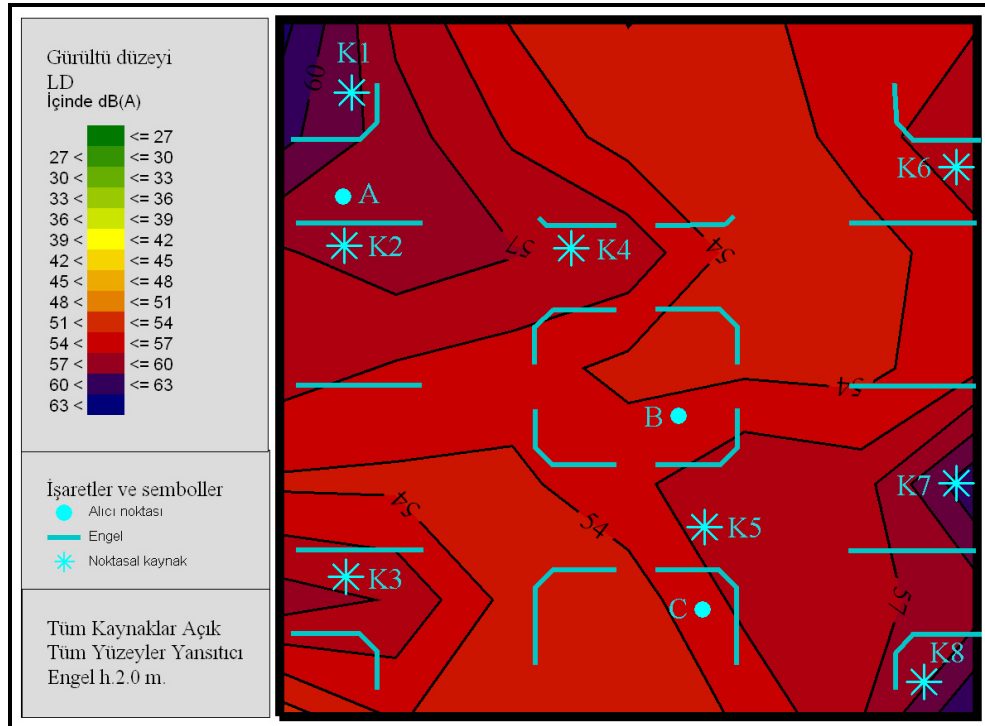 Gürültü düzeyi
LD
İçinde dB(A)
<= 27
27 < <= 30
30 < <= 33
33 < <= 36
36 < <= 39
39 < <= 42
42 < <= 45
45 < <= 48
48 < <= 51
51 < <= 54
54 < <= 57
57 < <= 60
60 < <= 63
63 <
İşaretler ve semboller
Alıcı noktası
Engel
Noktasal kaynak
Tüm Kaynaklar Açık
Tüm Yüzeyler Yansıtıcı
Engel h.2.0 m.
K1
60
K6
A
K2
57
K4
54
54
B
K7
54
54
K5
K3
C
57
K8